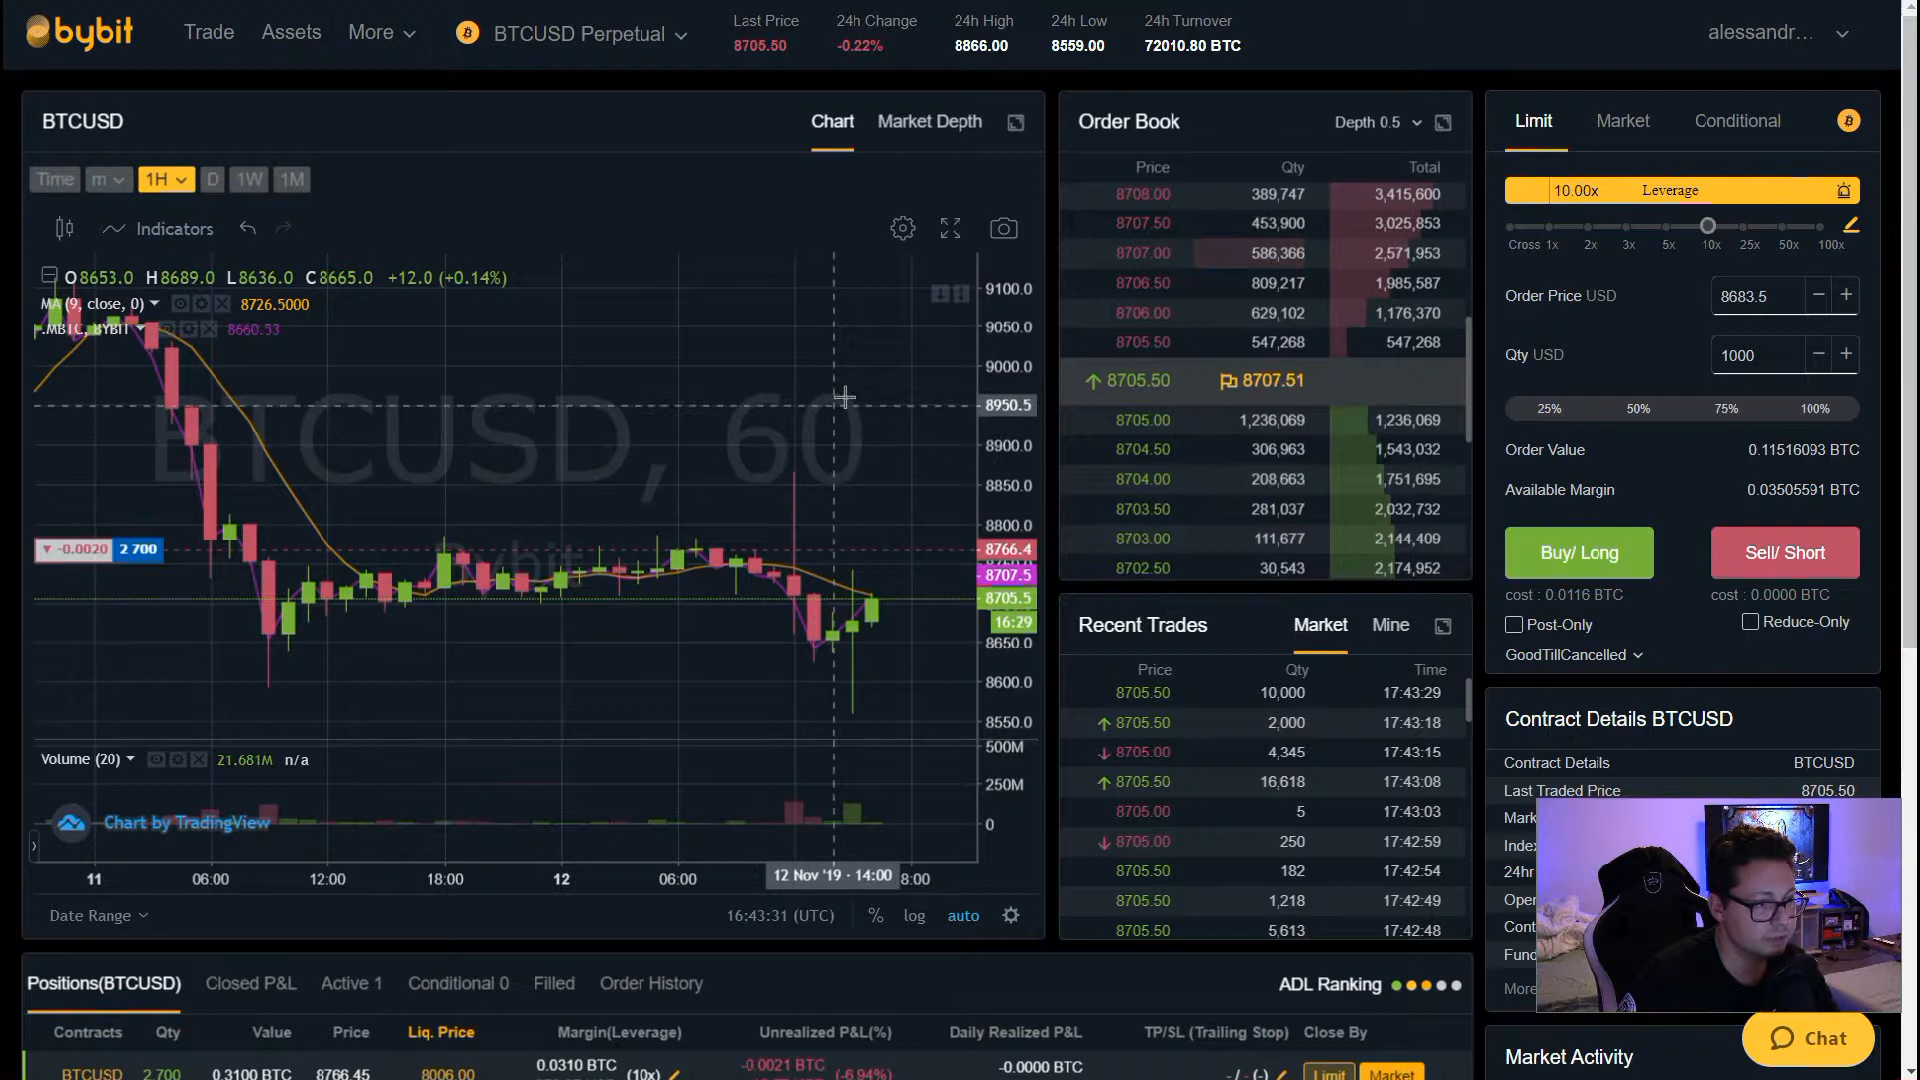 bybit
Trade Assets More BTCUSD Perpetual
Last Price 24h Change 24h High 24h Low 24h Turnover
8705.50 -0.22% 8866.00 8559.00 72010.80 BTC
alessandr...
BTCUSD
Chart Market Depth
Time m 1H D 1W 1M
Indicators
O8653.0 H8689.0 L8636.0 C8665.0 +12.0 (+0.14%)
MA (9, close, 0) 8726.5000
.MBTC, BYBIT 8660.53
BTCUSD, 60
Bybit
-0.0020 2 700
9100.0
9050.0
9000.0
8950.5
8900.0
8850.0
8800.0
8766.4
8707.5
8705.5
16:29
8650.0
8600.0
8550.0
500M
250M
0
Volume (20) 21.681M n/a
Chart by TradingView
11 06:00 12:00 18:00 12 06:00 12 Nov '19 - 14:00 8:00
Date Range 16:43:31 (UTC) % log auto
Order Book Depth 0.5
Price Qty Total
8708.00 389,747 3,415,600
8707.50 453,900 3,025,853
8707.00 586,366 2,571,953
8706.50 809,217 1,985,587
8706.00 629,102 1,176,370
8705.50 547,268 547,268
8705.50 8707.51
8705.00 1,236,069 1,236,069
8704.50 306,963 1,543,032
8704.00 208,663 1,751,695
8703.50 281,037 2,032,732
8703.00 111,677 2,144,409
8702.50 30,543 2,174,952
Recent Trades Market Mine
Price Qty Time
8705.50 10,000 17:43:29
8705.50 2,000 17:43:18
8705.00 4,345 17:43:15
8705.50 16,618 17:43:08
8705.00 5 17:43:03
8705.00 250 17:42:59
8705.50 182 17:42:54
8705.50 1,218 17:42:49
8705.50 5,613 17:42:48
Limit Market Conditional
10.00x Leverage
Cross 1x 2x 3x 5x 10x 25x 50x 100x
Order Price USD 8683.5 − +
Qty USD 1000 − +
25% 50% 75% 100%
Order Value 0.11516093 BTC
Available Margin 0.03505591 BTC
Buy/ Long Sell/ Short
cost : 0.0116 BTC cost : 0.0000 BTC
Post-Only Reduce-Only
GoodTillCancelled
Contract Details BTCUSD
Contract Details BTCUSD
Last Traded Price 8705.50
Mark
Index
24hr
Open
Cont
Fund
More
Chat
Market Activity
Positions(BTCUSD) Closed P&L Active 1 Conditional 0 Filled Order History ADL Ranking
Contracts Qty Value Price Liq. Price Margin(Leverage) Unrealized P&L(%) Daily Realized P&L TP/SL (Trailing Stop) Close By
BTCUSD 2,700 0.3100 BTC 8766.45 8006.00 0.0310 BTC (10x) -0.0021 BTC (-6.94%) -0.0000 BTC -/ - (-) Limit Market